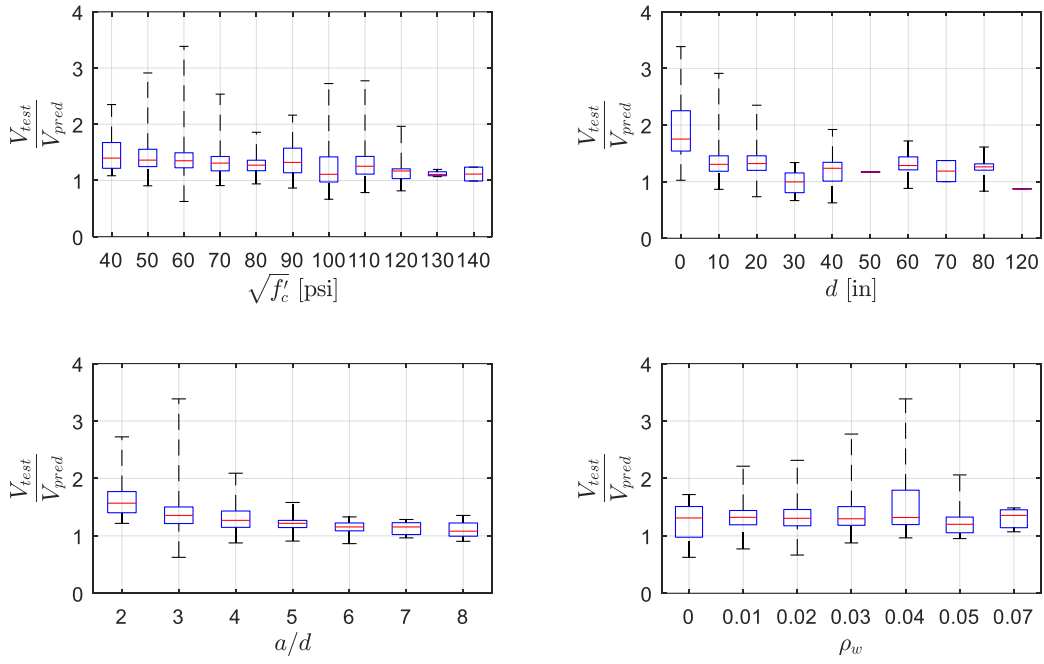 4
3
2
1
0
V_test / V_pred
40 50 60 70 80 90 100 110 120 130 140
√f′_c [psi]
4
3
2
1
0
V_test / V_pred
0 10 20 30 40 50 60 70 80 120
d [in]
4
3
2
1
0
V_test / V_pred
2 3 4 5 6 7 8
a/d
4
3
2
1
0
V_test / V_pred
0 0.01 0.02 0.03 0.04 0.05 0.07
ρ_w